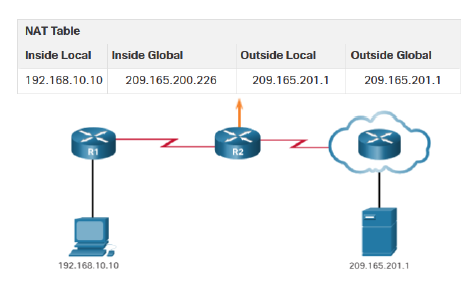 NAT Table
Inside Local Inside Global Outside Local Outside Global
192.168.10.10 209.165.200.226 209.165.201.1 209.165.201.1
R1 R2
192.168.10.10 209.165.201.1